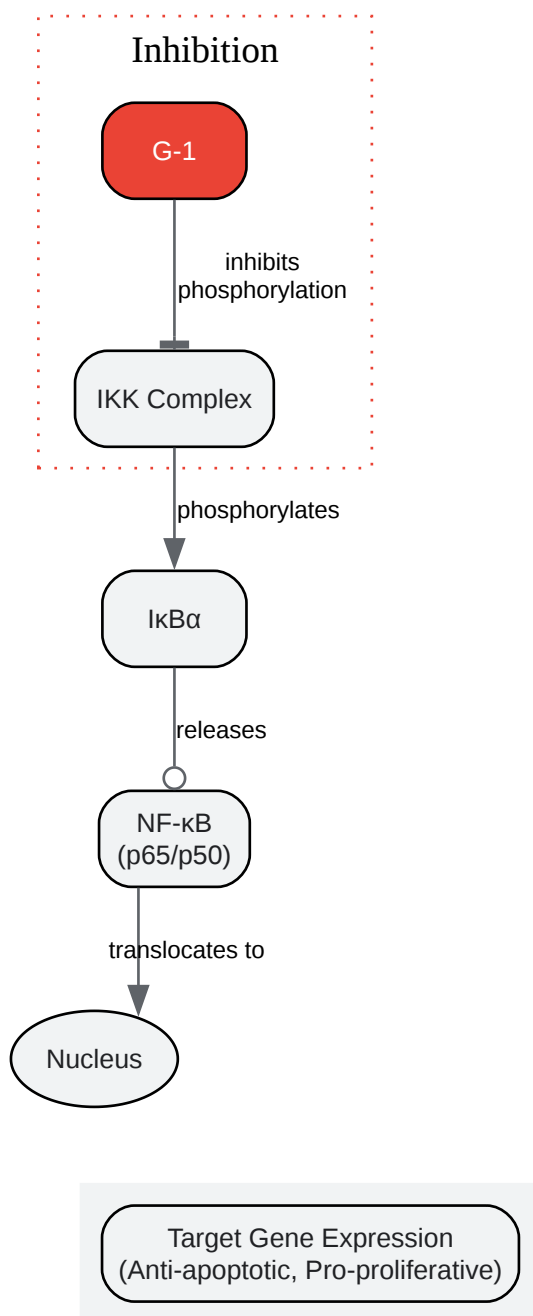 Inhibition
G-1
inhibits
phosphorylation
IKK Complex
phosphorylates
IκBα
releases
NF-κB
(p65/p50)
translocates to
Nucleus
Target Gene Expression
(Anti-apoptotic, Pro-proliferative)